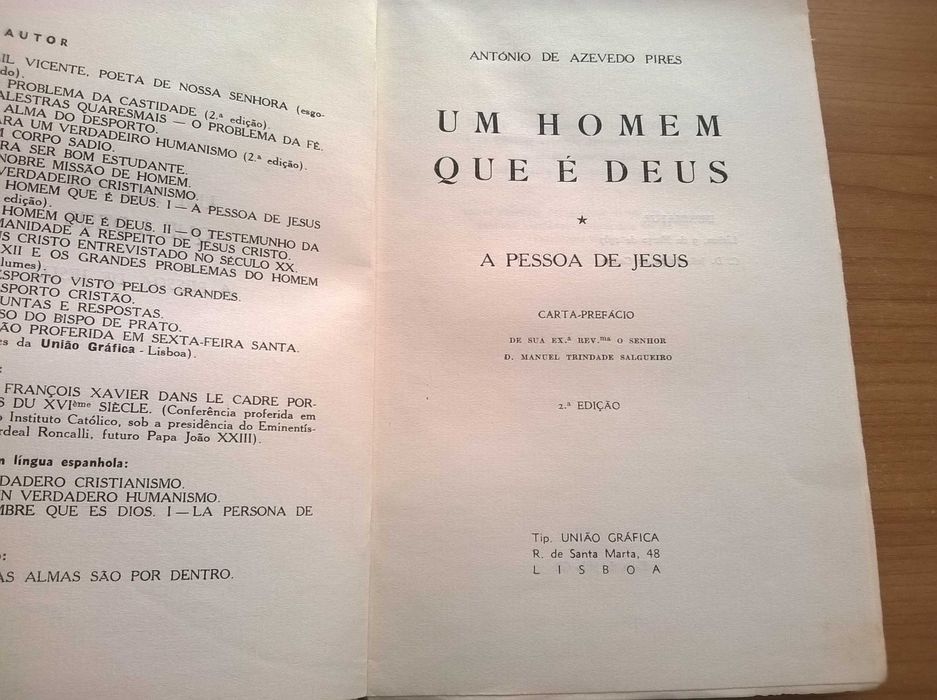 AUTOR
IL VICENTE, POETA DE NOSSA SENHORA (esgo-
do).
PROBLEMA DA CASTIDADE (2.ª edição).
ALESTRAS QUARESMAIS — O PROBLEMA DA FÉ.
ALMA DO DESPORTO.
ARA UM VERDADEIRO HUMANISMO (2.ª edição).
M CORPO SADIO.
RA SER BOM ESTUDANTE.
NOBRE MISSÃO DE HOMEM.
VERDADEIRO CRISTIANISMO.
HOMEM QUE É DEUS. I — A PESSOA DE JESUS
edição).
HOMEM QUE É DEUS. II — O TESTEMUNHO DA
MANIDADE A RESPEITO DE JESUS CRISTO.
US CRISTO ENTREVISTADO NO SÉCULO XX.
XII E OS GRANDES PROBLEMAS DO HOMEM
lumes).
ESPORTO VISTO PELOS GRANDES.
SPORTO CRISTÃO.
UNTAS E RESPOSTAS.
SO DO BISPO DE PRATO.
ÃO PROFERIDA EM SEXTA-FEIRA SANTA.
es da União Gráfica - Lisboa).
:
FRANÇOIS XAVIER DANS LE CADRE POR-
S DU XVIème SIÈCLE. (Conferência proferida em
o Instituto Católico, sob a presidência do Eminentís-
rdeal Roncalli, futuro Papa João XXIII).
m língua espanhola:
DADERO CRISTIANISMO.
UN VERDADERO HUMANISMO.
MBRE QUE ES DIOS. I — LA PERSONA DE
o:
AS ALMAS SÃO POR DENTRO.
ANTÓNIO DE AZEVEDO PIRES
UM HOMEM
QUE É DEUS
★
A PESSOA DE JESUS
CARTA-PREFÁCIO
DE SUA EX.ª REV.ma O SENHOR
D. MANUEL TRINDADE SALGUEIRO
2.ª EDIÇÃO
Tip. UNIÃO GRÁFICA
R. de Santa Marta, 48
LISBOA